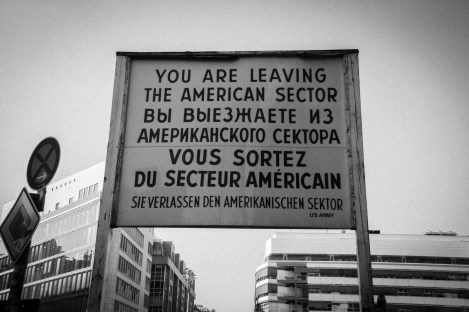 YOU ARE LEAVING
THE AMERICAN SECTOR
ВЫ ВЫЕЗЖАЕТЕ ИЗ
АМЕРИКАНСКОГО СЕКТОРА
VOUS SORTEZ
DU SECTEUR AMÉRICAIN
SIE VERLASSEN DEN AMERIKANISCHEN SEKTOR
US ARMY